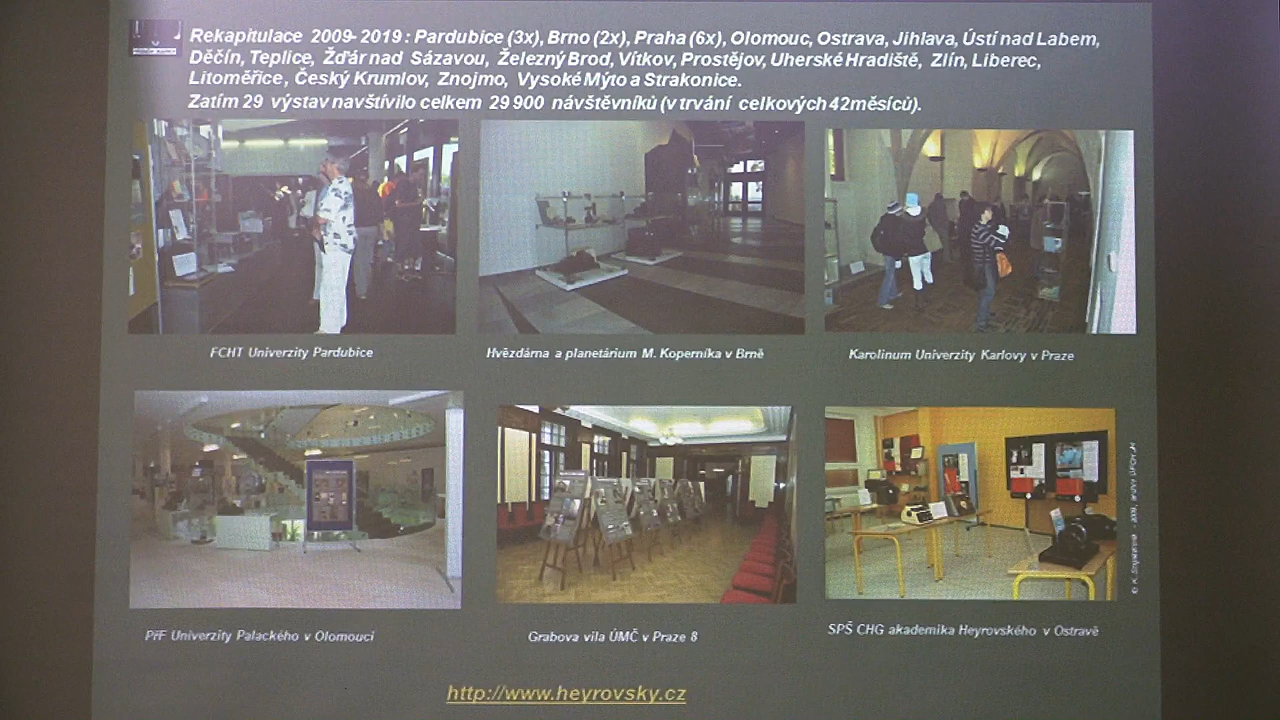 Rekapitulace 2009-2019: Pardubice (3x), Brno (2x), Praha (6x), Olomouc, Ostrava, Jihlava, Ústí nad Labem,
Děčín, Teplice, Žďár nad Sázavou, Železný Brod, Vítkov, Prostějov, Uherské Hradiště, Zlín, Liberec,
Litoměřice, Český Krumlov, Znojmo, Vysoké Mýto a Strakonice.
Zatím 29 výstav navštívilo celkem 29 900 návštěvníků (v trvání celkových 42měsíců).
FCHT Univerzity Pardubice
Hvězdárna a planetárium M. Koperníka v Brně
Karolinum Univerzity Karlovy v Praze
PřF Univerzity Palackého v Olomouci
Grabova vila ÚMČ v Praze 8
SPŠ CHG akademika Heyrovského v Ostravě
http://www.heyrovsky.cz